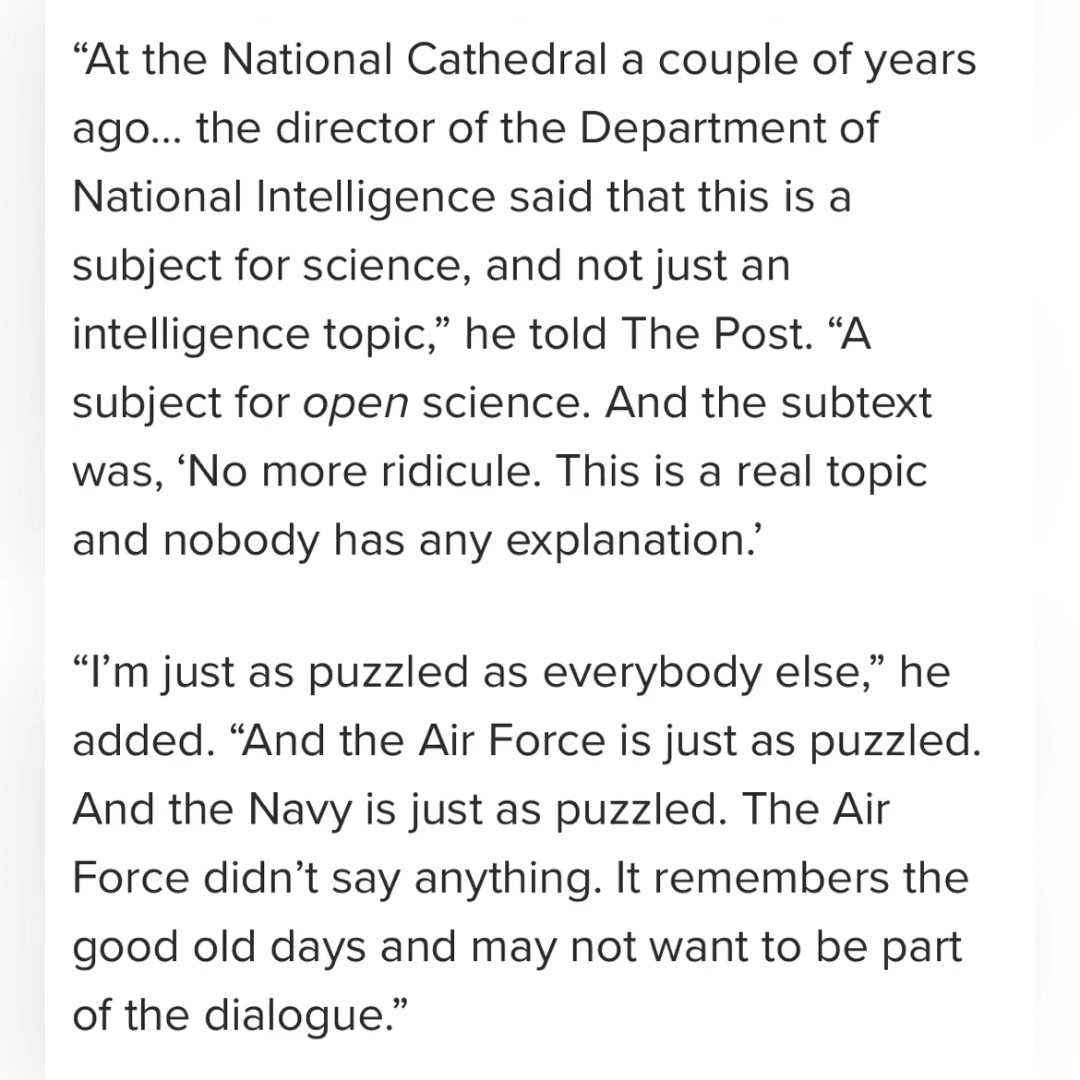 “At the National Cathedral a couple of years
ago... the director of the Department of
National Intelligence said that this is a
subject for science, and not just an
intelligence topic,” he told The Post. “A
subject for open science. And the subtext
was, ‘No more ridicule. This is a real topic
and nobody has any explanation.’
“I’m just as puzzled as everybody else,” he
added. “And the Air Force is just as puzzled.
And the Navy is just as puzzled. The Air
Force didn’t say anything. It remembers the
good old days and may not want to be part
of the dialogue.”